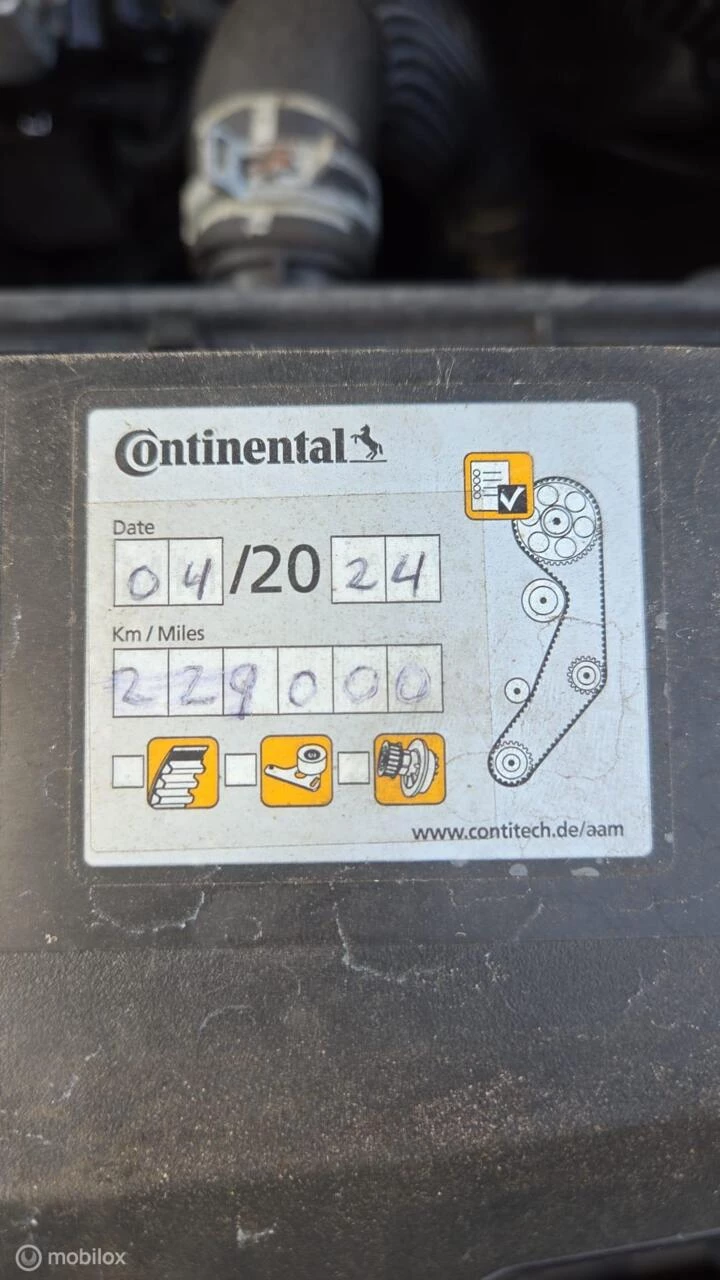 Continental
Date
04/2024
Km / Miles
229000
www.contitech.de/aam
mobilox